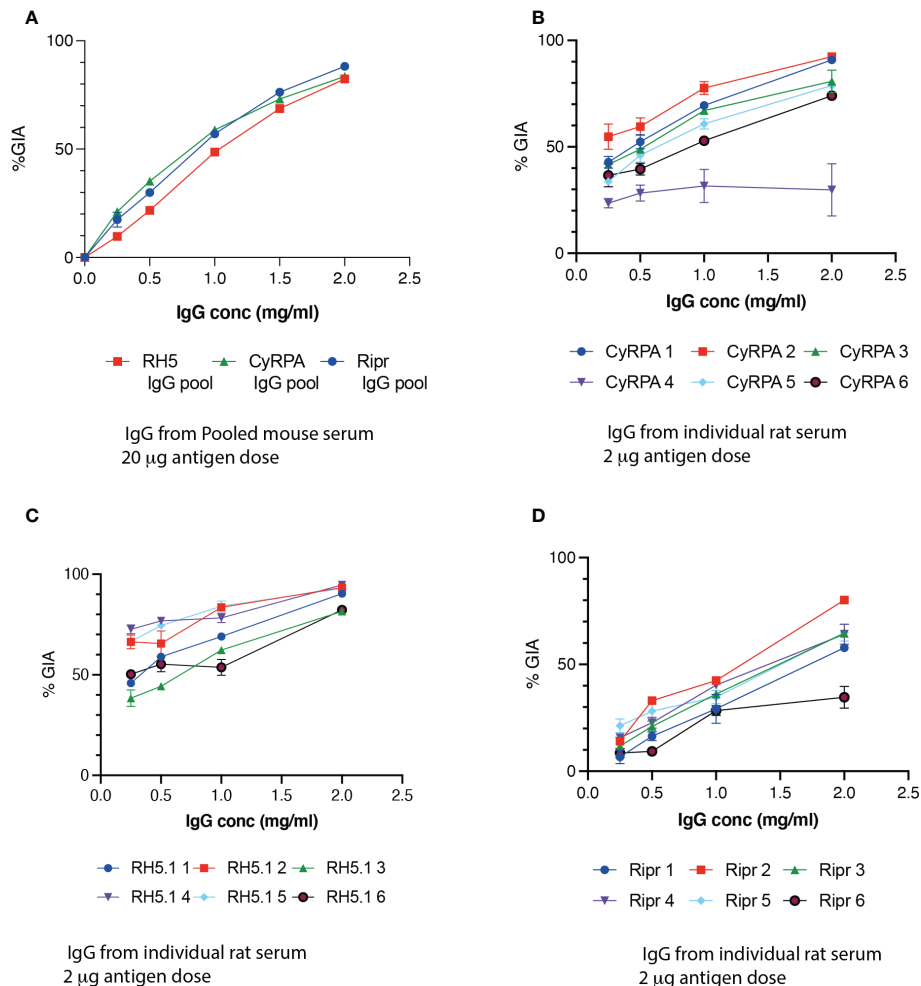 A
100
50
0
%GIA
0.0 0.5 1.0 1.5 2.0 2.5
IgG conc (mg/ml)
RH5 IgG pool
CyRPA IgG pool
Ripr IgG pool
IgG from Pooled mouse serum
20 μg antigen dose
B
100
50
0
% GIA
0.0 0.5 1.0 1.5 2.0 2.5
IgG conc (mg/ml)
CyRPA 1 CyRPA 2 CyRPA 3
CyRPA 4 CyRPA 5 CyRPA 6
IgG from individual rat serum
2 μg antigen dose
C
100
50
0
% GIA
0.0 0.5 1.0 1.5 2.0 2.5
IgG conc (mg/ml)
RH5.1 1 RH5.1 2 RH5.1 3
RH5.1 4 RH5.1 5 RH5.1 6
IgG from individual rat serum
2 μg antigen dose
D
100
50
0
% GIA
0.0 0.5 1.0 1.5 2.0 2.5
IgG conc (mg/ml)
Ripr 1 Ripr 2 Ripr 3
Ripr 4 Ripr 5 Ripr 6
IgG from individual rat serum
2 μg antigen dose